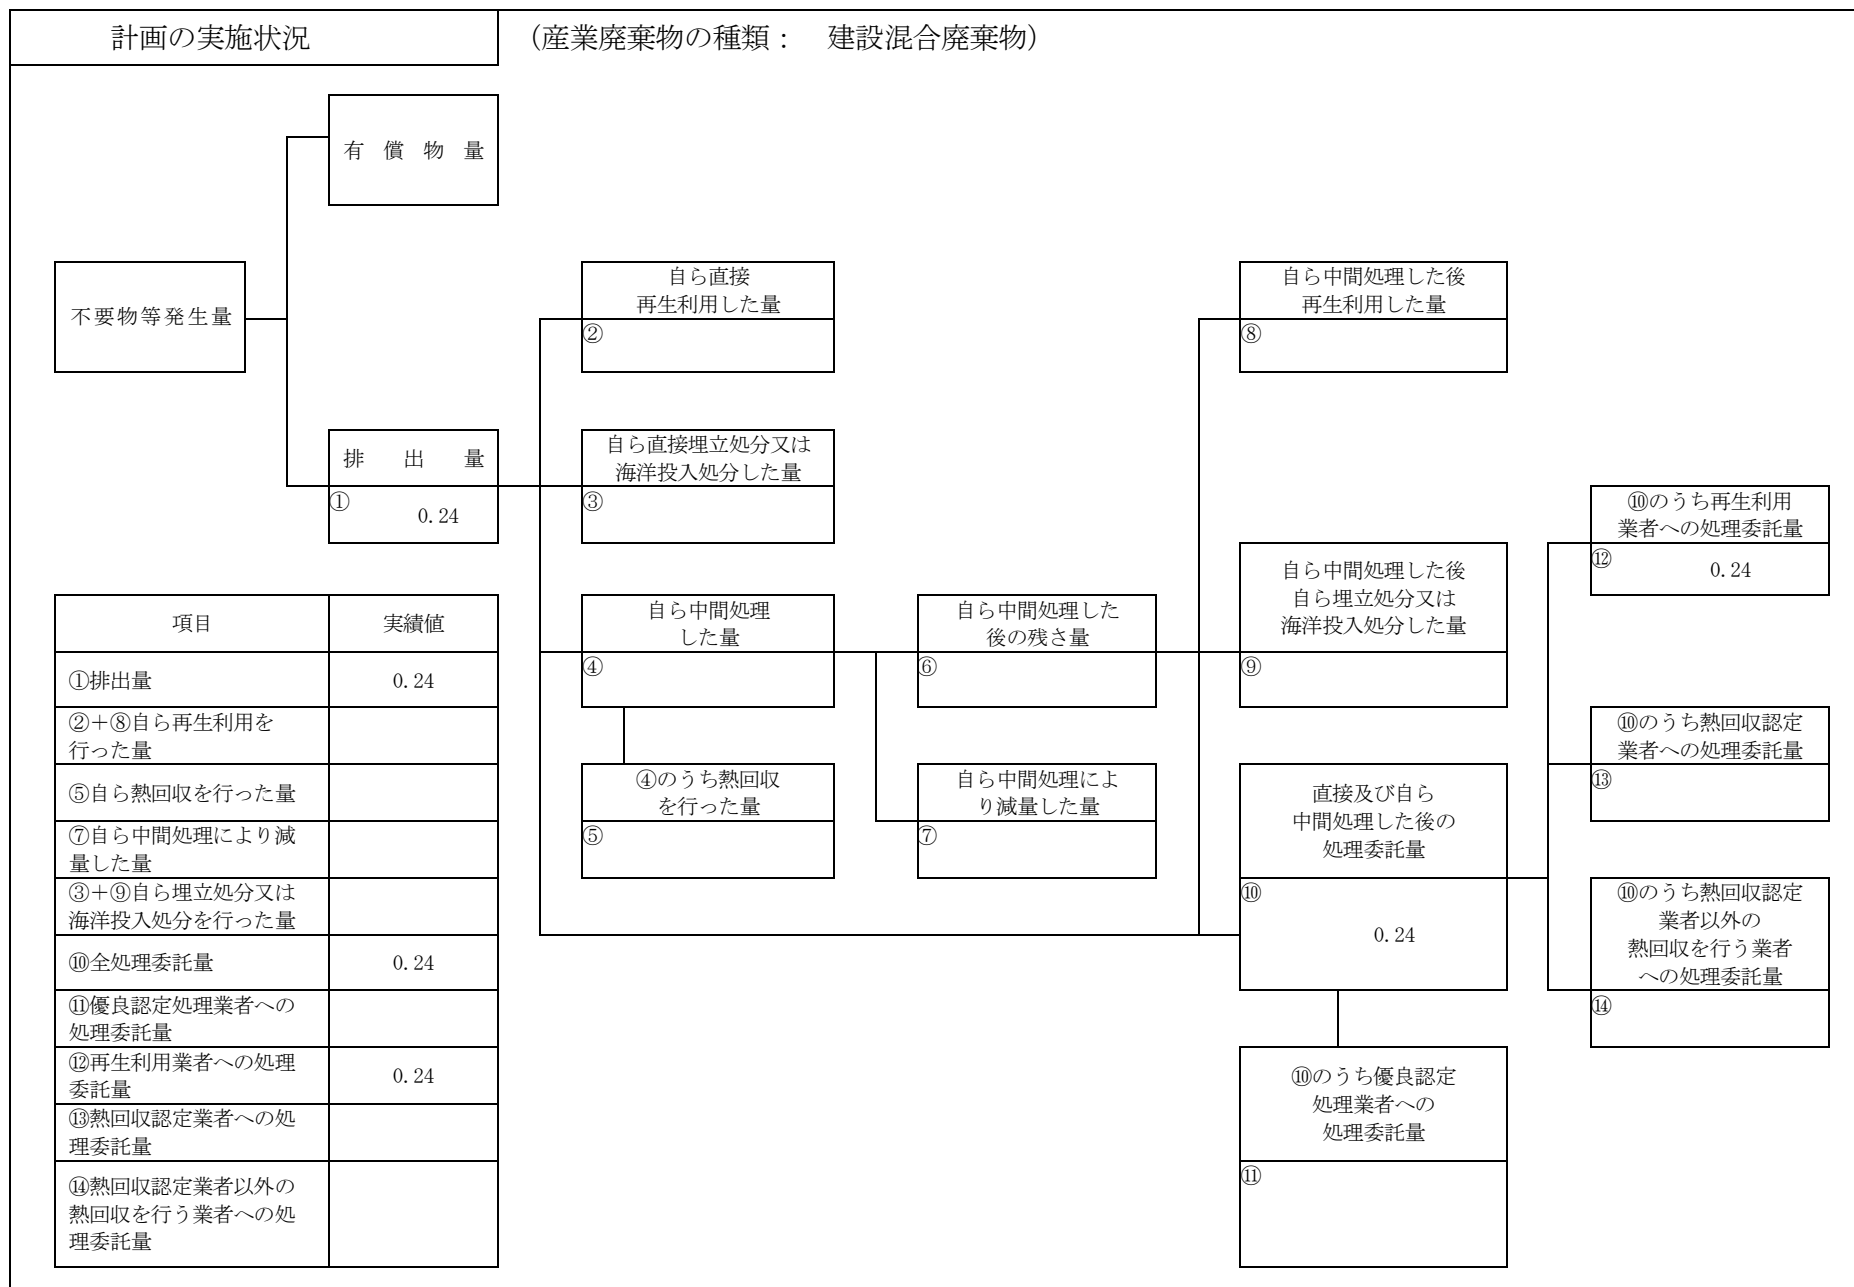 計画の実施状況
（産業廃棄物の種類： 建設混合廃棄物）
有 償 物 量
不要物等発生量
自ら直接
再生利用した量
②
自ら中間処理した後
再生利用した量
⑧
排 出 量
① 0.24
自ら直接埋立処分又は
海洋投入処分した量
③
⑩のうち再生利用
業者への処理委託量
⑫ 0.24
自ら中間処理した後
自ら埋立処分又は
海洋投入処分した量
⑨
自ら中間処理
した量
④
自ら中間処理した
後の残さ量
⑥
⑩のうち熱回収認定
業者への処理委託量
⑬
④のうち熱回収
を行った量
⑤
自ら中間処理によ
り減量した量
⑦
直接及び自ら
中間処理した後の
処理委託量
⑩
0.24
⑩のうち熱回収認定
業者以外の
熱回収を行う業者
への処理委託量
⑭
⑩のうち優良認定
処理業者への
処理委託量
⑪
項目 実績値
①排出量 0.24
②＋⑧自ら再生利用を
行った量
⑤自ら熱回収を行った量
⑦自ら中間処理により減
量した量
③＋⑨自ら埋立処分又は
海洋投入処分を行った量
⑩全処理委託量 0.24
⑪優良認定処理業者への
処理委託量
⑫再生利用業者への処理
委託量 0.24
⑬熱回収認定業者への処
理委託量
⑭熱回収認定業者以外の
熱回収を行う業者への処
理委託量